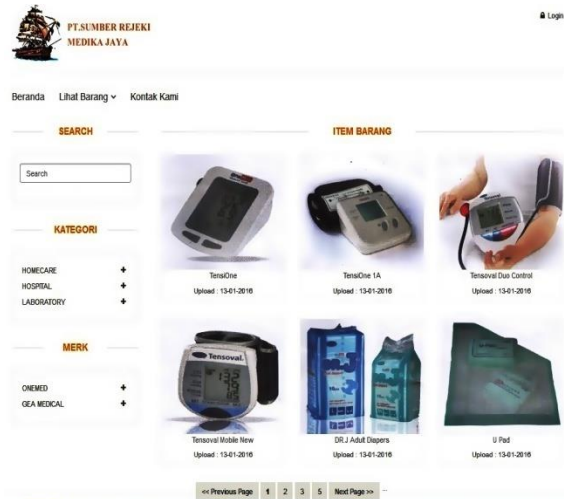 PT.SUMBER REJEKI
MEDIKA JAYA
Login
Beranda Lihat Barang Kontak Kami
SEARCH
Search
KATEGORI
HOMECARE +
HOSPITAL +
LABORATORY +
MERK
ONEMED +
GEA MEDICAL +
ITEM BARANG
TensiOne
Upload : 13-01-2016
TensiOne 1A
Upload : 13-01-2016
Tensoval Duo Control
Upload : 13-01-2016
Tensoval.
Tensoval Mobile New
Upload : 13-01-2016
DR.J Adut Diapers
Upload : 13-01-2016
U Pad
Upload : 13-01-2016
<< Previous Page 1 2 3 5 Next Page >>